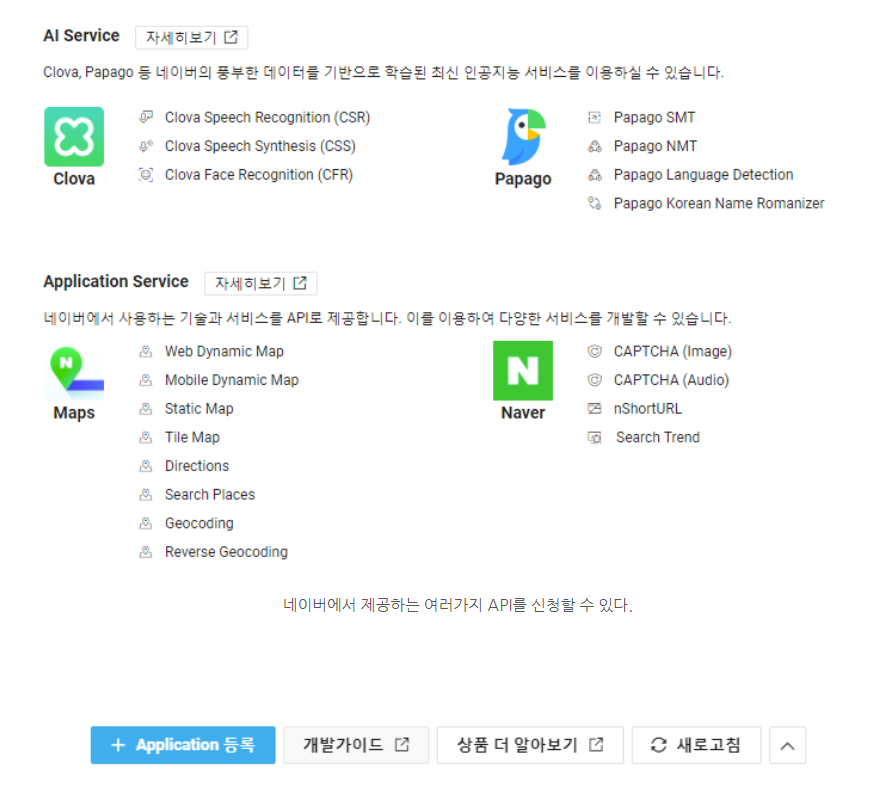 AI Service 자세히보기
Clova, Papago 등 네이버의 풍부한 데이터를 기반으로 학습된 최신 인공지능 서비스를 이용하실 수 있습니다.
Clova
Clova Speech Recognition (CSR)
Clova Speech Synthesis (CSS)
Clova Face Recognition (CFR)
Papago
Papago SMT
Papago NMT
Papago Language Detection
Papago Korean Name Romanizer
Application Service 자세히보기
네이버에서 사용하는 기술과 서비스를 API로 제공합니다. 이를 이용하여 다양한 서비스를 개발할 수 있습니다.
N
Maps
Web Dynamic Map
Mobile Dynamic Map
Static Map
Tile Map
Directions
Search Places
Geocoding
Reverse Geocoding
N
Naver
CAPTCHA (Image)
CAPTCHA (Audio)
nShortURL
Search Trend
네이버에서 제공하는 여러가지 API를 신청할 수 있다.
+ Application 등록 개발가이드 상품 더 알아보기 새로고침